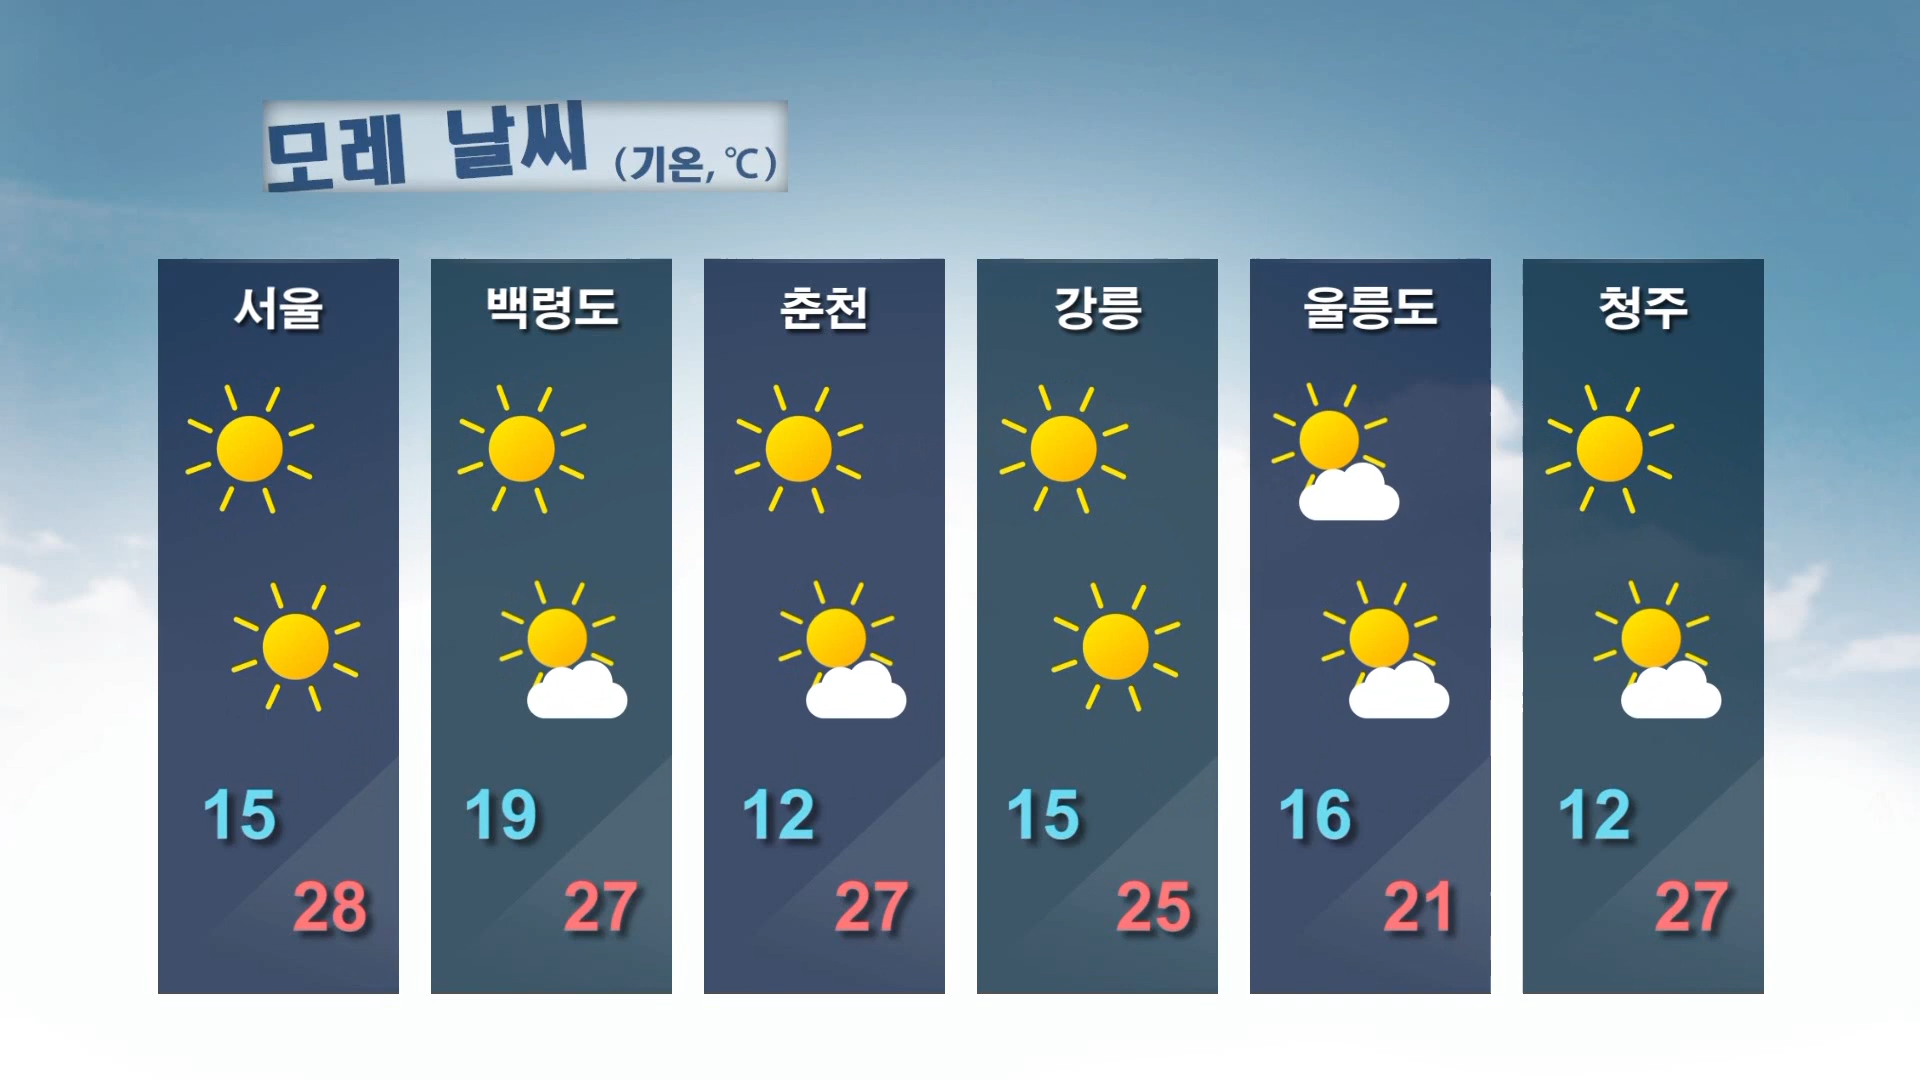 모레 날씨 (기온, ℃)
서울 백령도 춘천 강릉 울릉도 청주
15 19 12 15 16 12
28 27 27 25 21 27